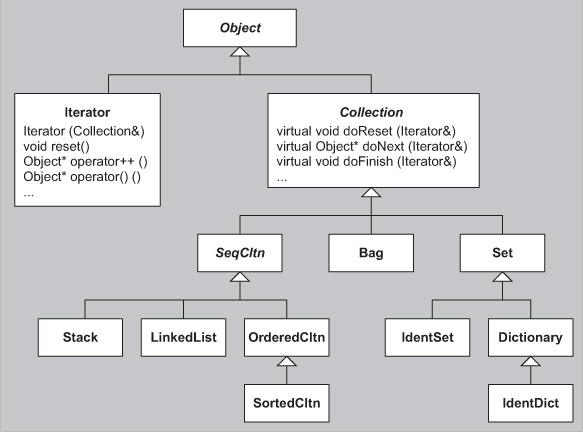 Object
Iterator
Iterator (Collection&)
void reset()
Object* operator++ ()
Object* operator() ()
...
Collection
virtual void doReset (Iterator&)
virtual Object* doNext (Iterator&)
virtual void doFinish (Iterator&)
...
SeqCltn
Bag
Set
Stack
LinkedList
OrderedCltn
IdentSet
Dictionary
SortedCltn
IdentDict